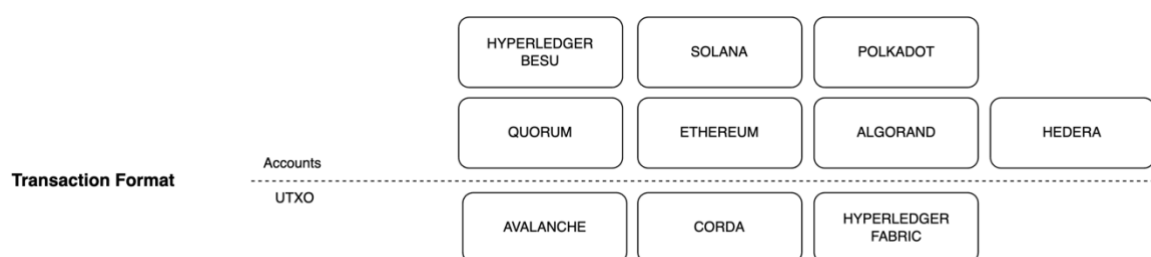 HYPERLEDGER
BESU
SOLANA
POLKADOT
QUORUM
ETHEREUM
ALGORAND
HEDERA
Accounts
Transaction Format
UTXO
AVALANCHE
CORDA
HYPERLEDGER
FABRIC